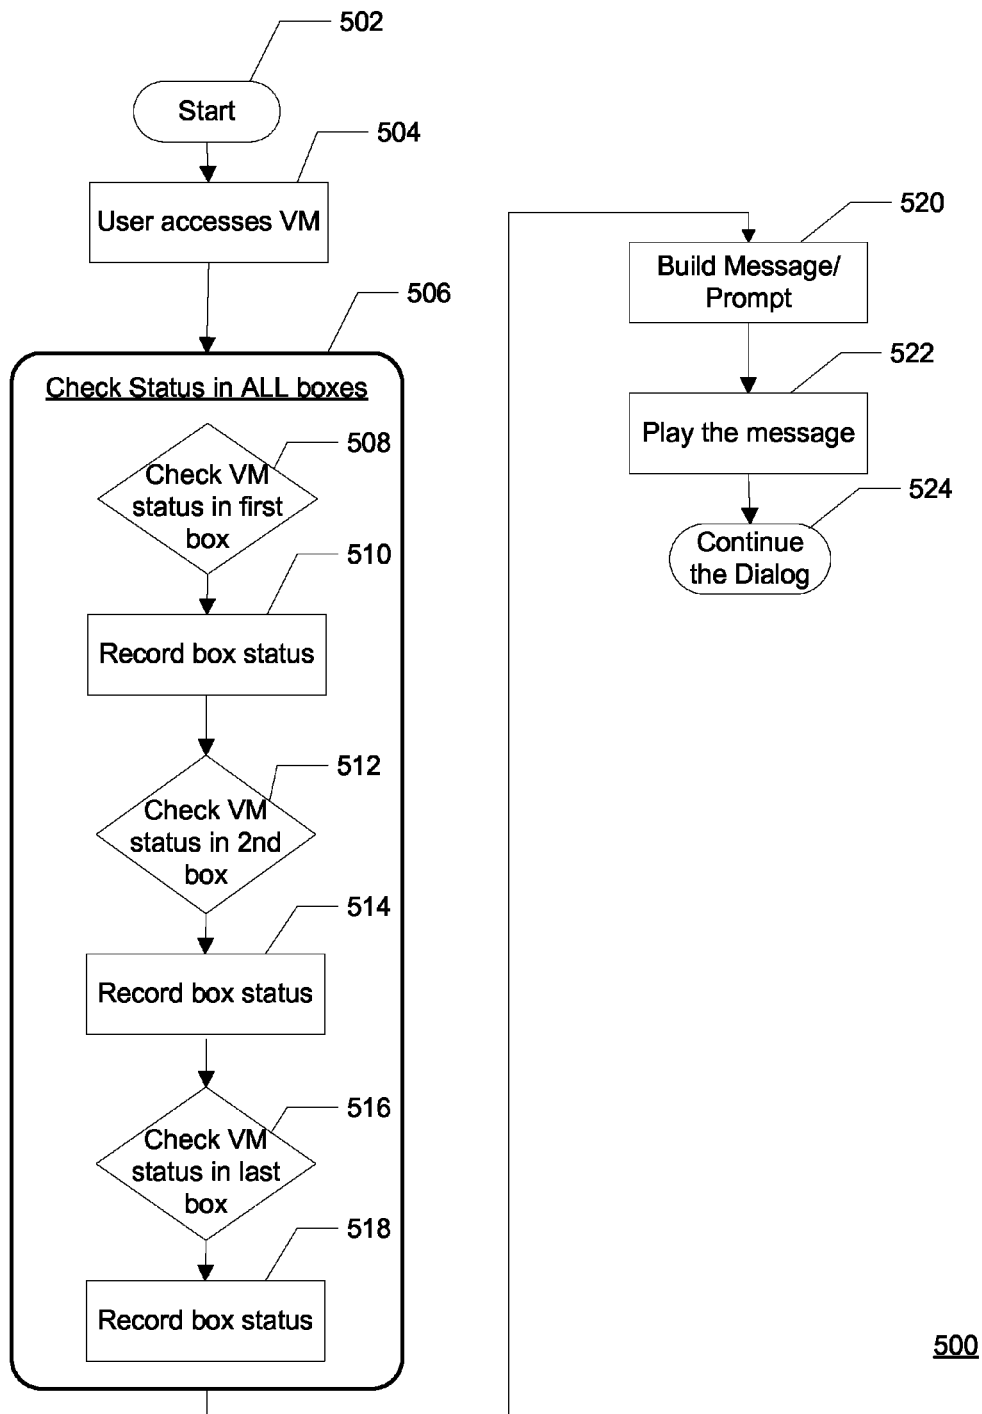 502
Start
504
User accesses VM
506
Check Status in ALL boxes
508
Check VM
status in first
box
510
Record box status
512
Check VM
status in 2nd
box
514
Record box status
516
Check VM
status in last
box
518
Record box status
520
Build Message/
Prompt
522
Play the message
524
Continue
the Dialog
500